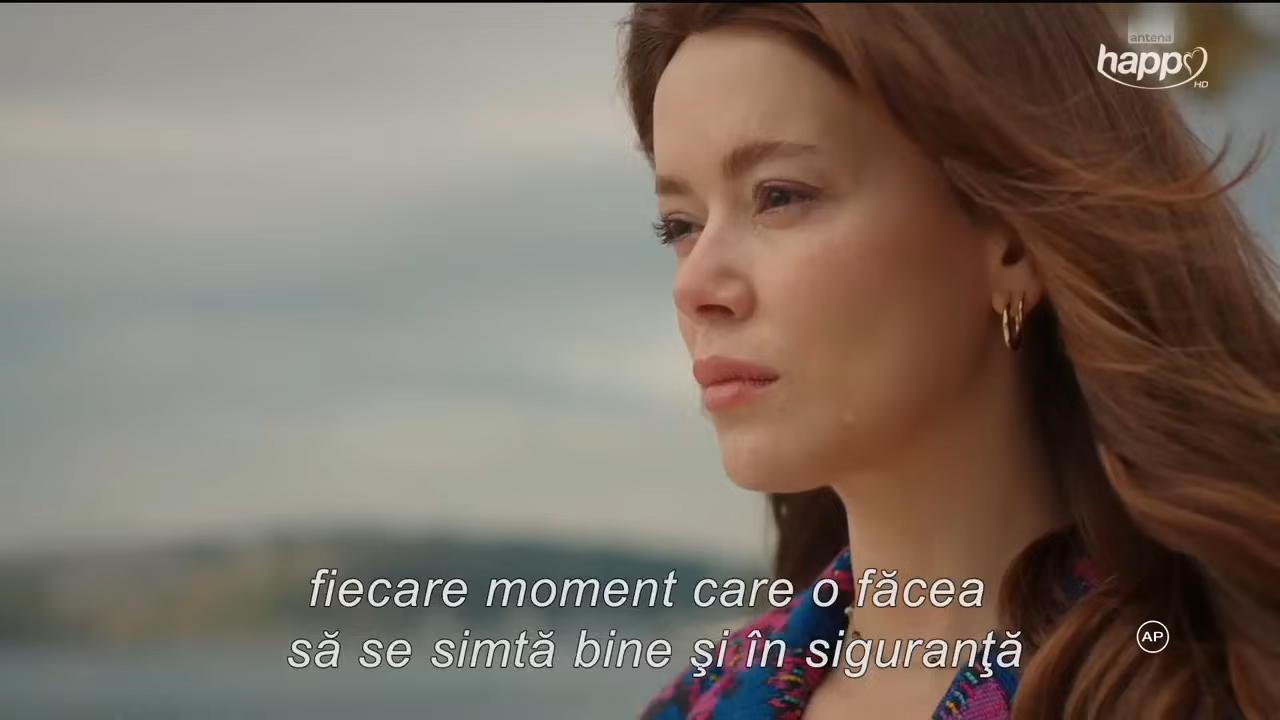 antena
happy
HD
fiecare moment care o făcea
să se simtă bine şi în siguranţă
AP